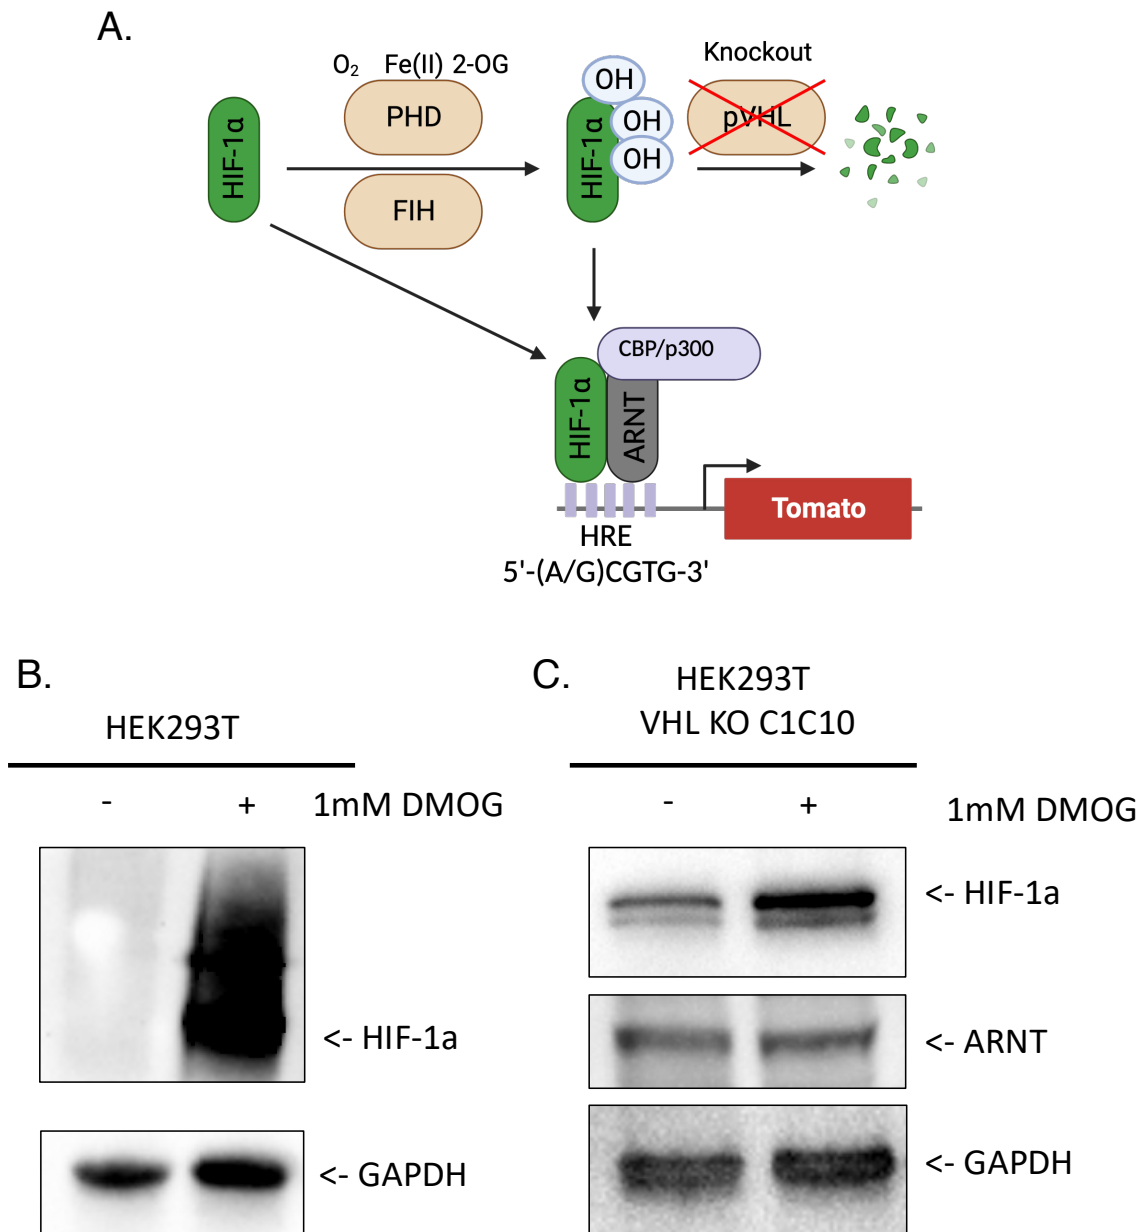 A.
Knockout
O₂ Fe(II) 2-OG
HIF-1α
PHD
FIH
OH
OH
OH
HIF-1α
pVHL
CBP/p300
HIF-1α
ARNT
Tomato
HRE
5'-(A/G)CGTG-3'
B.
HEK293T
- + 1mM DMOG
<- HIF-1a
<- GAPDH
C.
HEK293T
VHL KO C1C10
- + 1mM DMOG
<- HIF-1a
<- ARNT
<- GAPDH